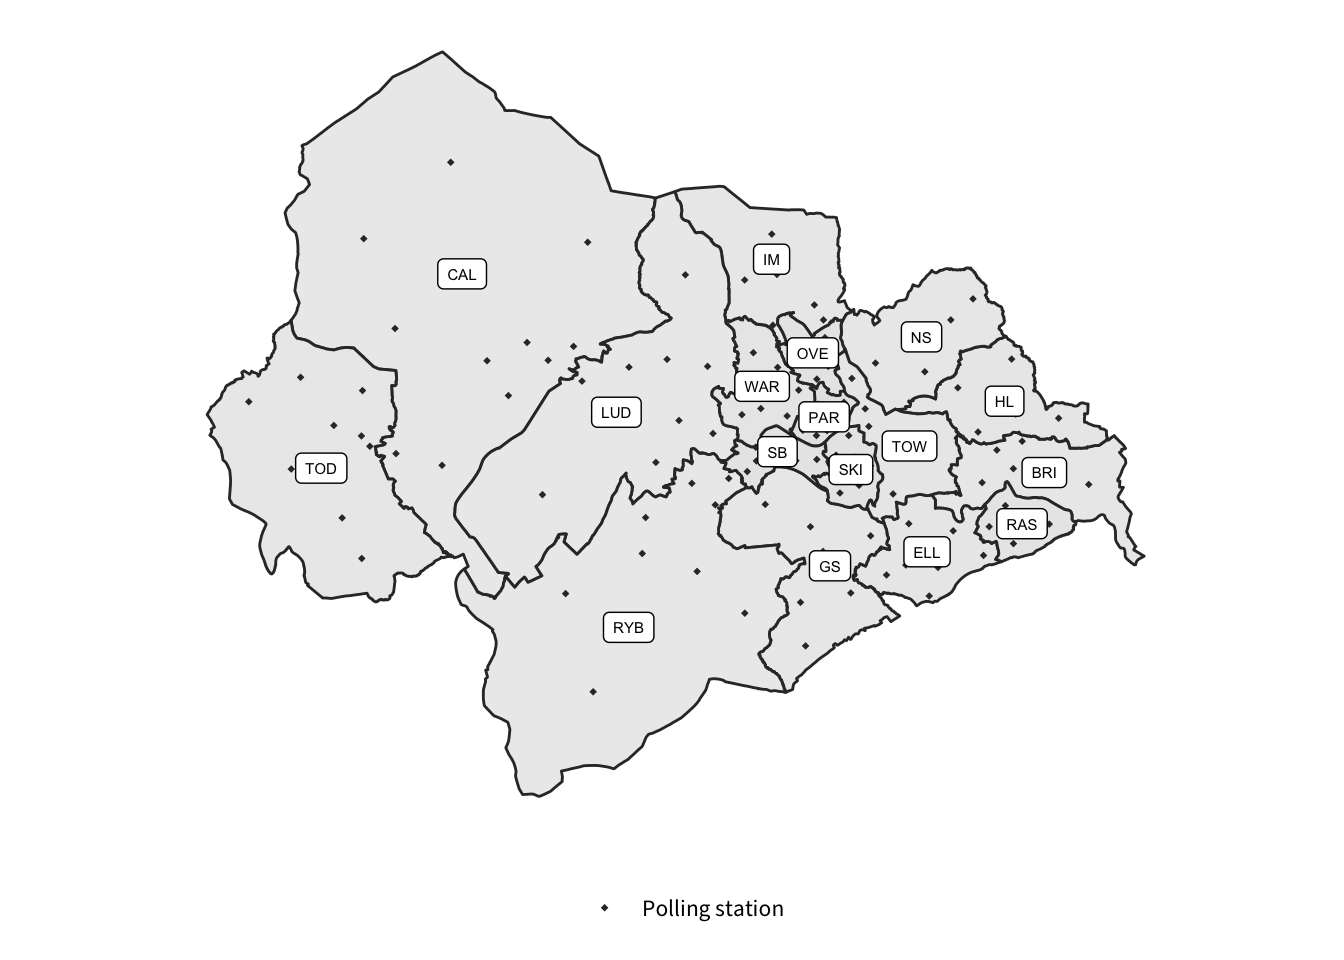 IM
CAL
NS
OVE
WAR
HL
LUD
PAR
TOW
SB
TOD
SKI
BRI
RAS
ELL
GS
RYB
Polling station